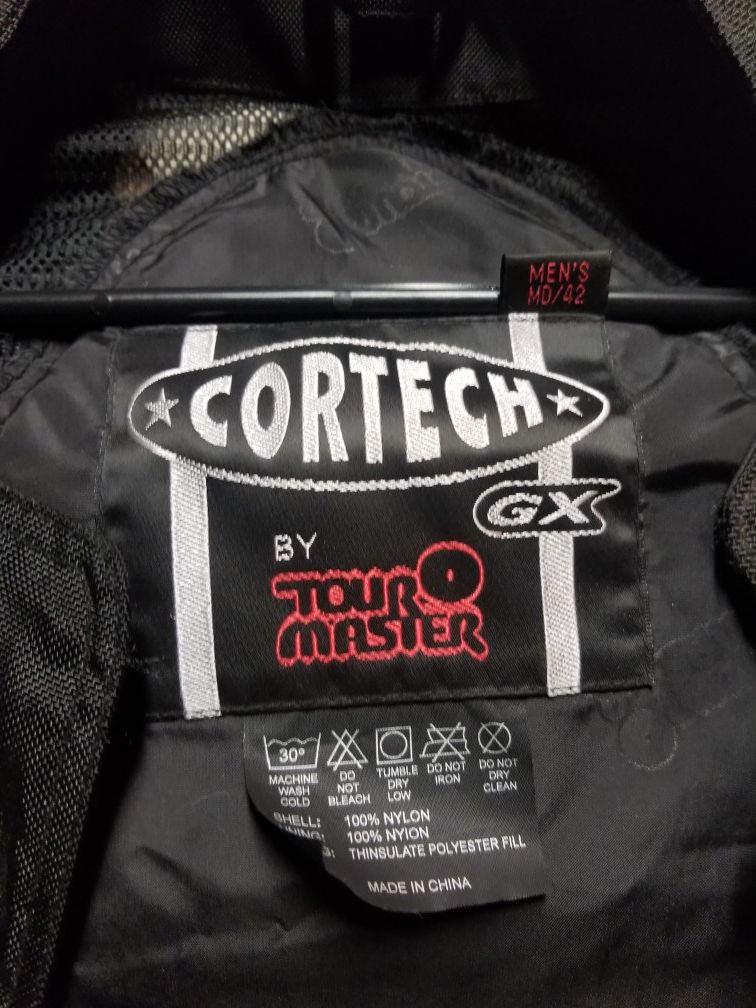 MEN'S
MD/42
CORTECH
GX
BY
TOUR
MASTER
30°
MACHINE
WASH
COLD
DO
NOT
BLEACH
TUMBLE
DRY
LOW
DO NOT
IRON
DO NOT
DRY
CLEAN
SHELL: 100% NYLON
100% NYION
THINSULATE POLYESTER FILL
MADE IN CHINA